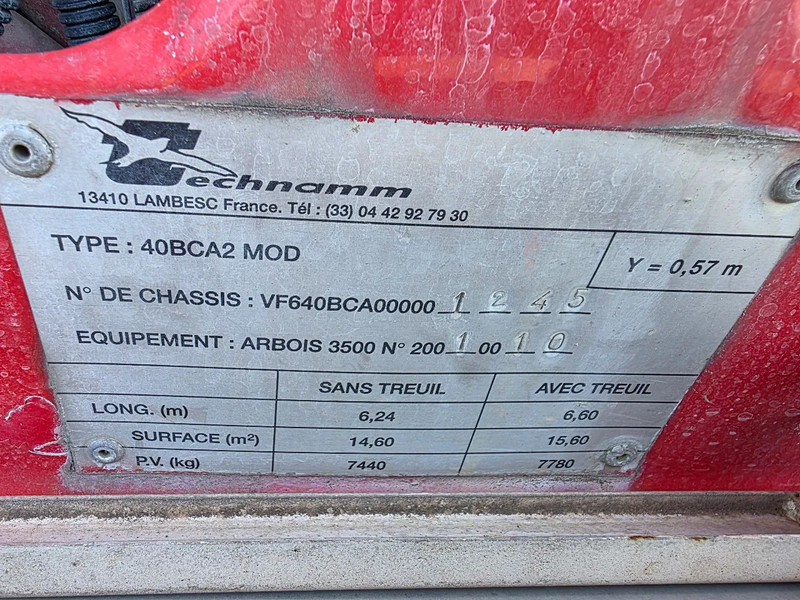 Technamm
13410 LAMBESC France. Tél : (33) 04 42 92 79 30
TYPE : 40BCA2 MOD
Y = 0,57 m
N° DE CHASSIS : VF640BCA00000 1 2 4 5
EQUIPEMENT : ARBOIS 3500 N° 200 1 00 1 0
SANS TREUIL AVEC TREUIL
LONG. (m) 6,24 6,60
SURFACE (m²) 14,60 15,60
P.V. (kg) 7440 7780